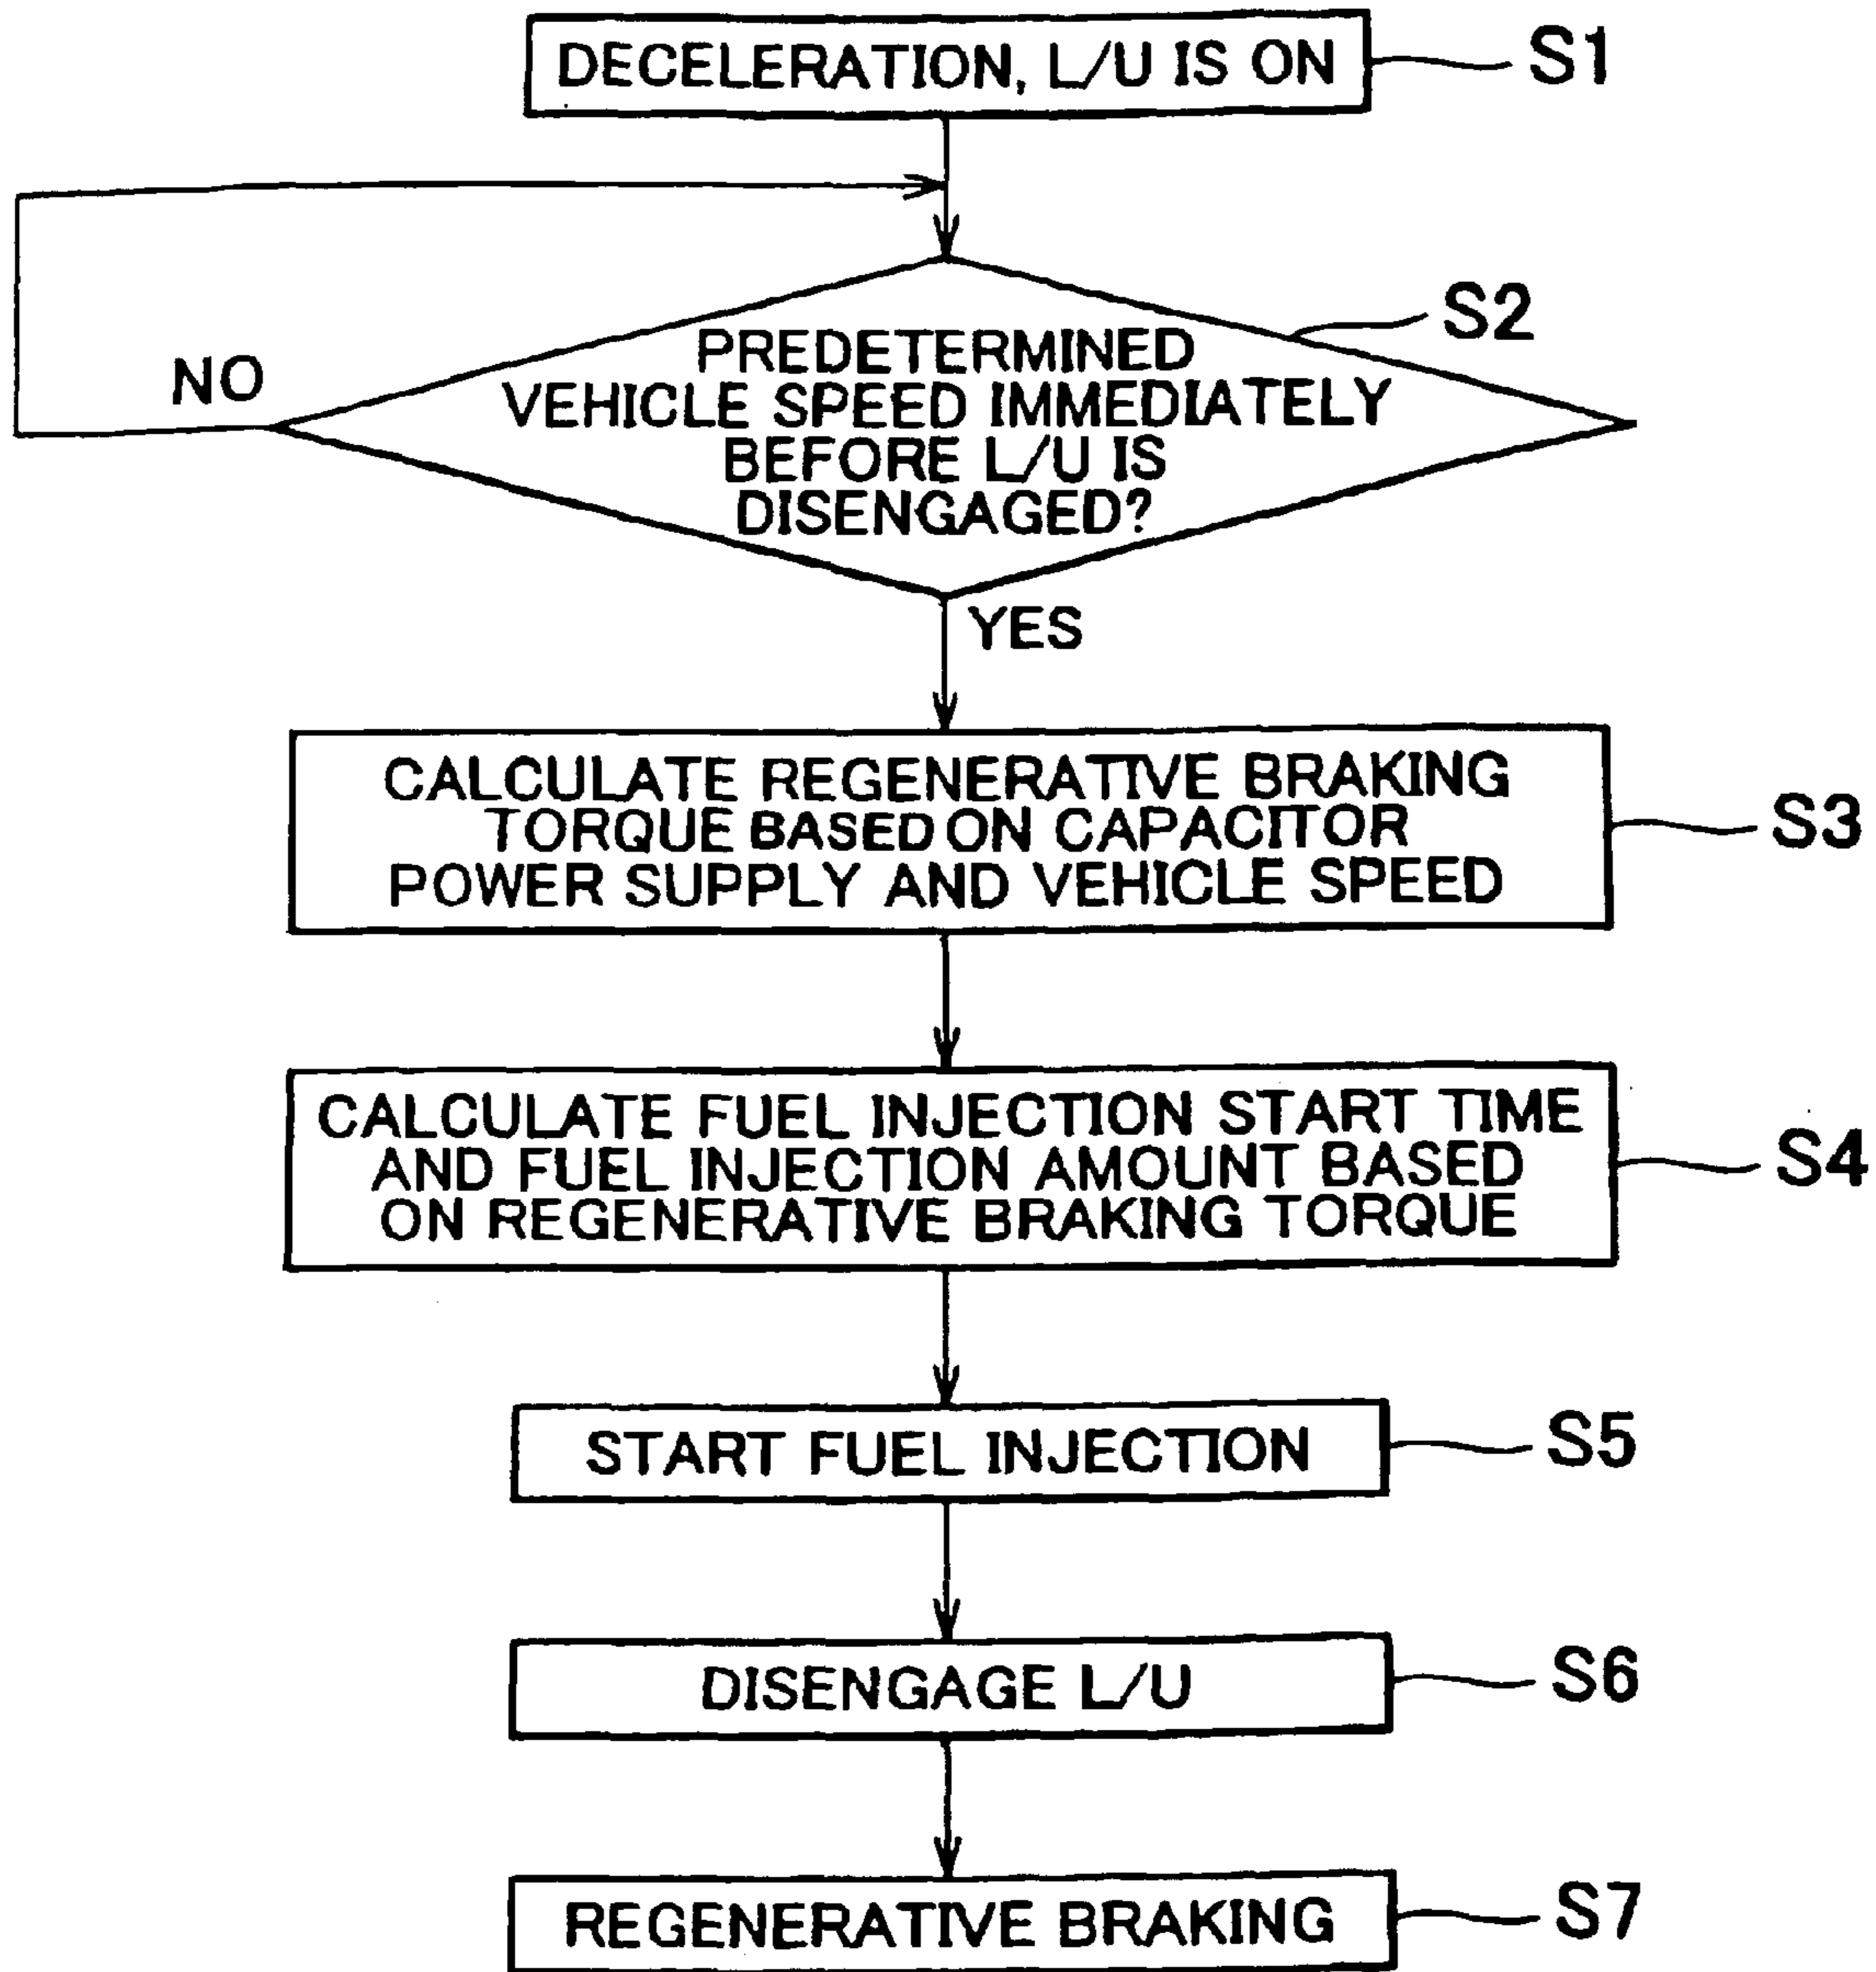 DECELERATION, L/U IS ON
S1
S2
PREDETERMINED
VEHICLE SPEED IMMEDIATELY
BEFORE L/U IS
DISENGAGED?
NO
YES
CALCULATE REGENERATIVE BRAKING
TORQUE BASED ON CAPACITOR
POWER SUPPLY AND VEHICLE SPEED
S3
CALCULATE FUEL INJECTION START TIME
AND FUEL INJECTION AMOUNT BASED
ON REGENERATIVE BRAKING TORQUE
S4
START FUEL INJECTION
S5
DISENGAGE L/U
S6
REGENERATIVE BRAKING
S7